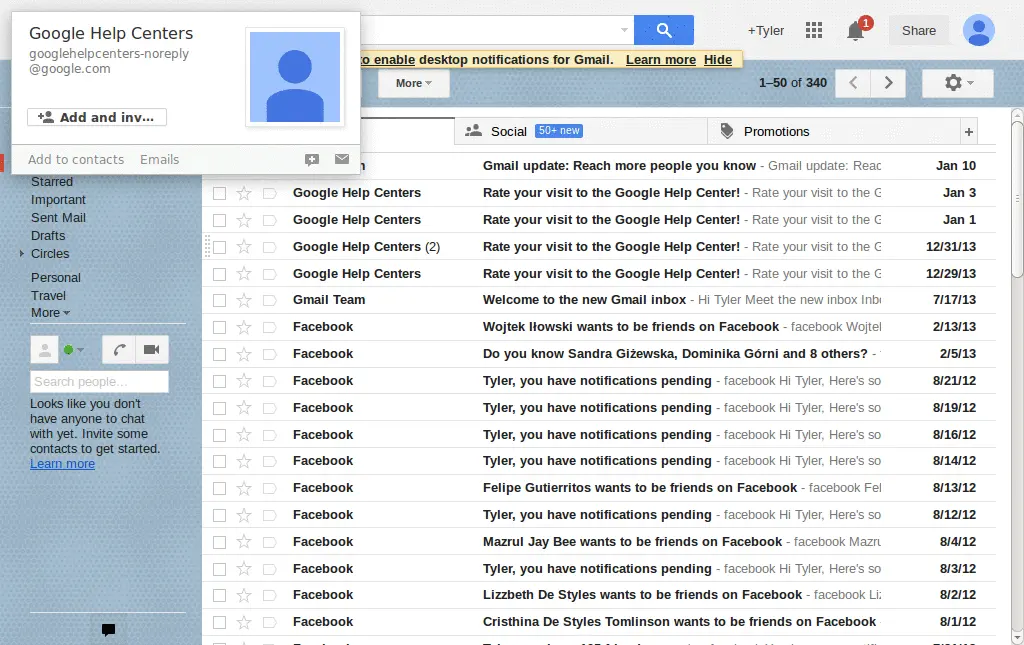 Google Help Centers
googlehelpcenters-noreply
@google.com
Add and inv...
Add to contacts Emails
+Tyler
1
Share
to enable desktop notifications for Gmail. Learn more Hide
More
1–50 of 340
Social 50+ new
Promotions
+
Starred
Important
Sent Mail
Drafts
Circles
Personal
Travel
More
Search people...
Looks like you don't
have anyone to chat
with yet. Invite some
contacts to get started.
Learn more
Gmail update: Reach more people you know - Gmail update: Reac Jan 10
Google Help Centers Rate your visit to the Google Help Center! - Rate your visit to the G Jan 3
Google Help Centers Rate your visit to the Google Help Center! - Rate your visit to the G Jan 1
Google Help Centers (2) Rate your visit to the Google Help Center! - Rate your visit to the G 12/31/13
Google Help Centers Rate your visit to the Google Help Center! - Rate your visit to the G 12/29/13
Gmail Team Welcome to the new Gmail inbox - Hi Tyler Meet the new inbox Inb 7/17/13
Facebook Wojtek Iłowski wants to be friends on Facebook - facebook Wojtek 2/13/13
Facebook Do you know Sandra Giżewska, Dominika Górni and 8 others? - 2/5/13
Facebook Tyler, you have notifications pending - facebook Hi Tyler, Here's so 8/21/12
Facebook Tyler, you have notifications pending - facebook Hi Tyler, Here's so 8/19/12
Facebook Tyler, you have notifications pending - facebook Hi Tyler, Here's so 8/16/12
Facebook Tyler, you have notifications pending - facebook Hi Tyler, Here's so 8/14/12
Facebook Felipe Gutierritos wants to be friends on Facebook - facebook Fel 8/13/12
Facebook Tyler, you have notifications pending - facebook Hi Tyler, Here's so 8/12/12
Facebook Mazrul Jay Bee wants to be friends on Facebook - facebook Mazru 8/4/12
Facebook Tyler, you have notifications pending - facebook Hi Tyler, Here's so 8/3/12
Facebook Lizzbeth De Styles wants to be friends on Facebook - facebook Liz 8/2/12
Facebook Cristhina De Styles Tomlinson wants to be friends on Facebook 8/1/12